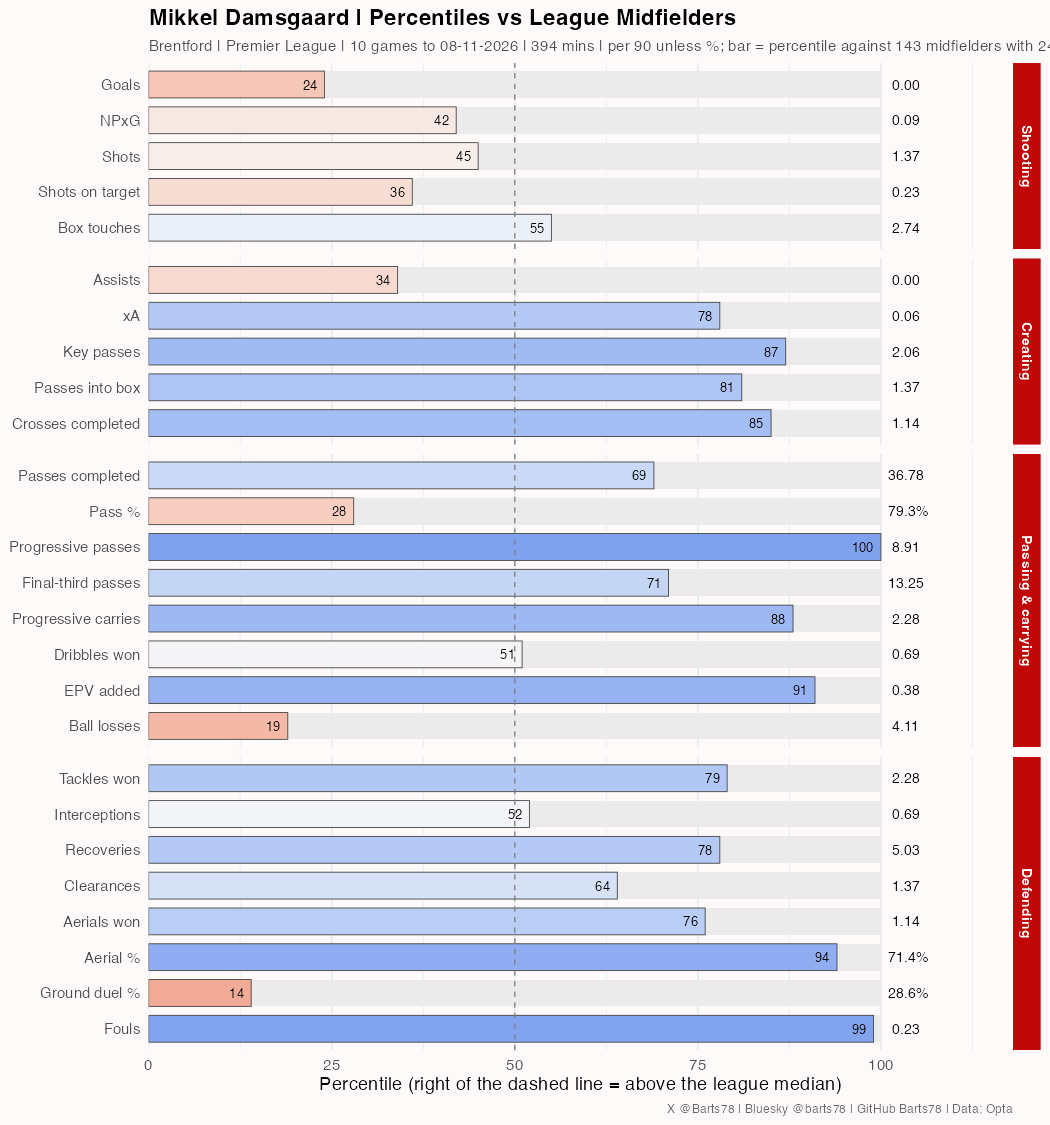 Mikkel Damsgaard | Percentiles vs League Midfielders
Brentford | Premier League | 10 games to 08-11-2026 | 394 mins | per 90 unless %; bar = percentile against 143 midfielders with
Goals 24 0.00
NPxG 42 0.09
Shots 45 1.37
Shots on target 36 0.23
Box touches 55 2.74
Shooting
Assists 34 0.00
xA 78 0.06
Key passes 87 2.06
Passes into box 81 1.37
Crosses completed 85 1.14
Creating
Passes completed 69 36.78
Pass % 28 79.3%
Progressive passes 100 8.91
Final-third passes 71 13.25
Progressive carries 88 2.28
Dribbles won 51 0.69
EPV added 91 0.38
Ball losses 19 4.11
Passing & carrying
Tackles won 79 2.28
Interceptions 52 0.69
Recoveries 78 5.03
Clearances 64 1.37
Aerials won 76 1.14
Aerial % 94 71.4%
Ground duel % 14 28.6%
Fouls 99 0.23
Defending
0 25 50 75 100
Percentile (right of the dashed line = above the league median)
X @Barts78 | Bluesky @barts78 | GitHub Barts78 | Data: Opta